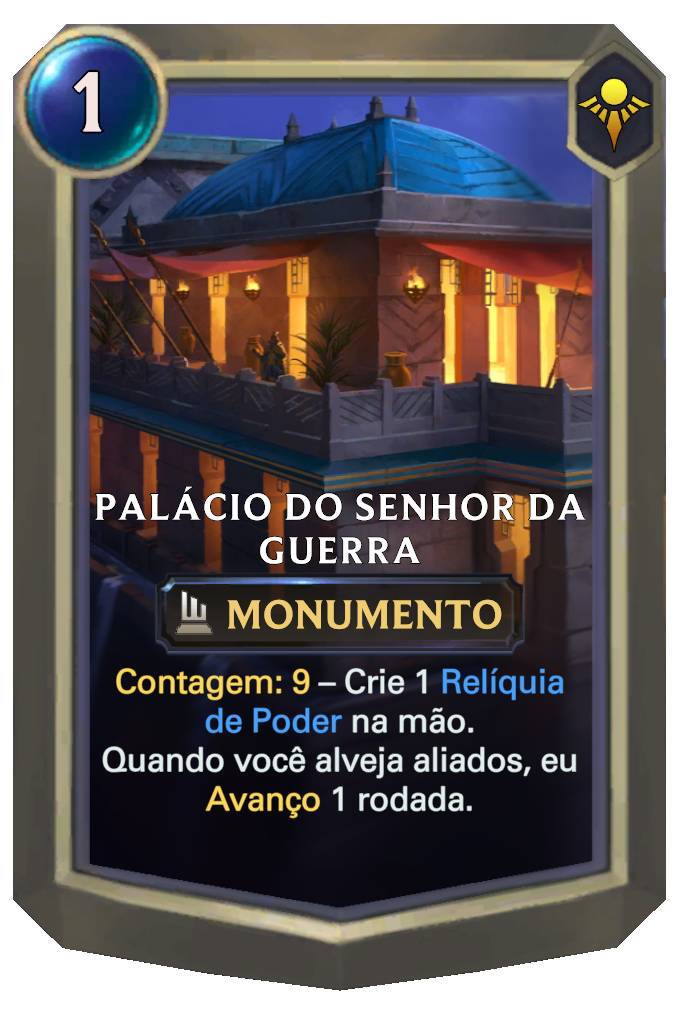 1
PALÁCIO DO SENHOR DA
GUERRA
MONUMENTO
Contagem: 9 – Crie 1 Relíquia
de Poder na mão.
Quando você alveja aliados, eu
Avanço 1 rodada.